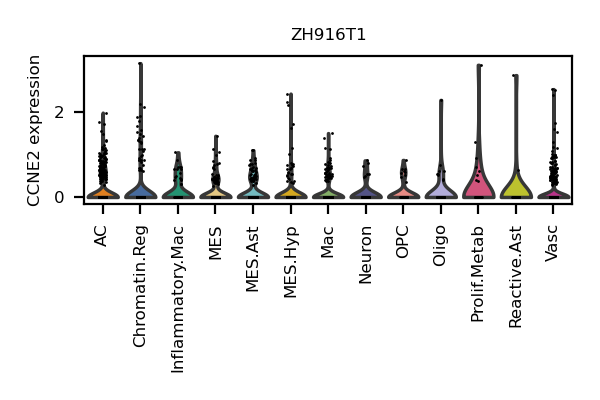 ZH916T1
CCNE2 expression
2
0
AC
Chromatin.Reg
Inflammatory.Mac
MES
MES.Ast
MES.Hyp
Mac
Neuron
OPC
Oligo
Prolif.Metab
Reactive.Ast
Vasc